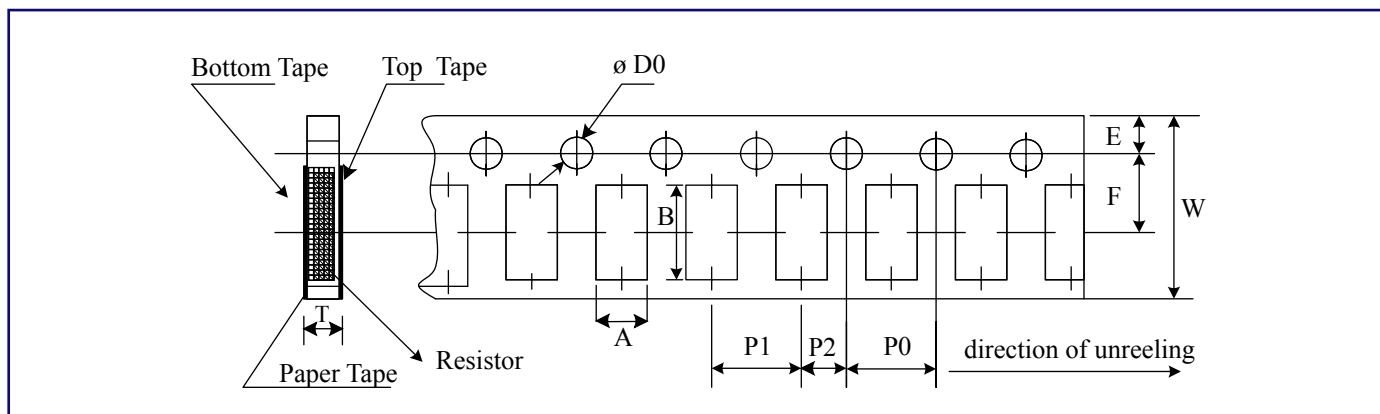 Bottom Tape
Top Tape
ø D0
E
F
W
B
T
A
P1
P2
P0
direction of unreeling
Resistor
Paper Tape